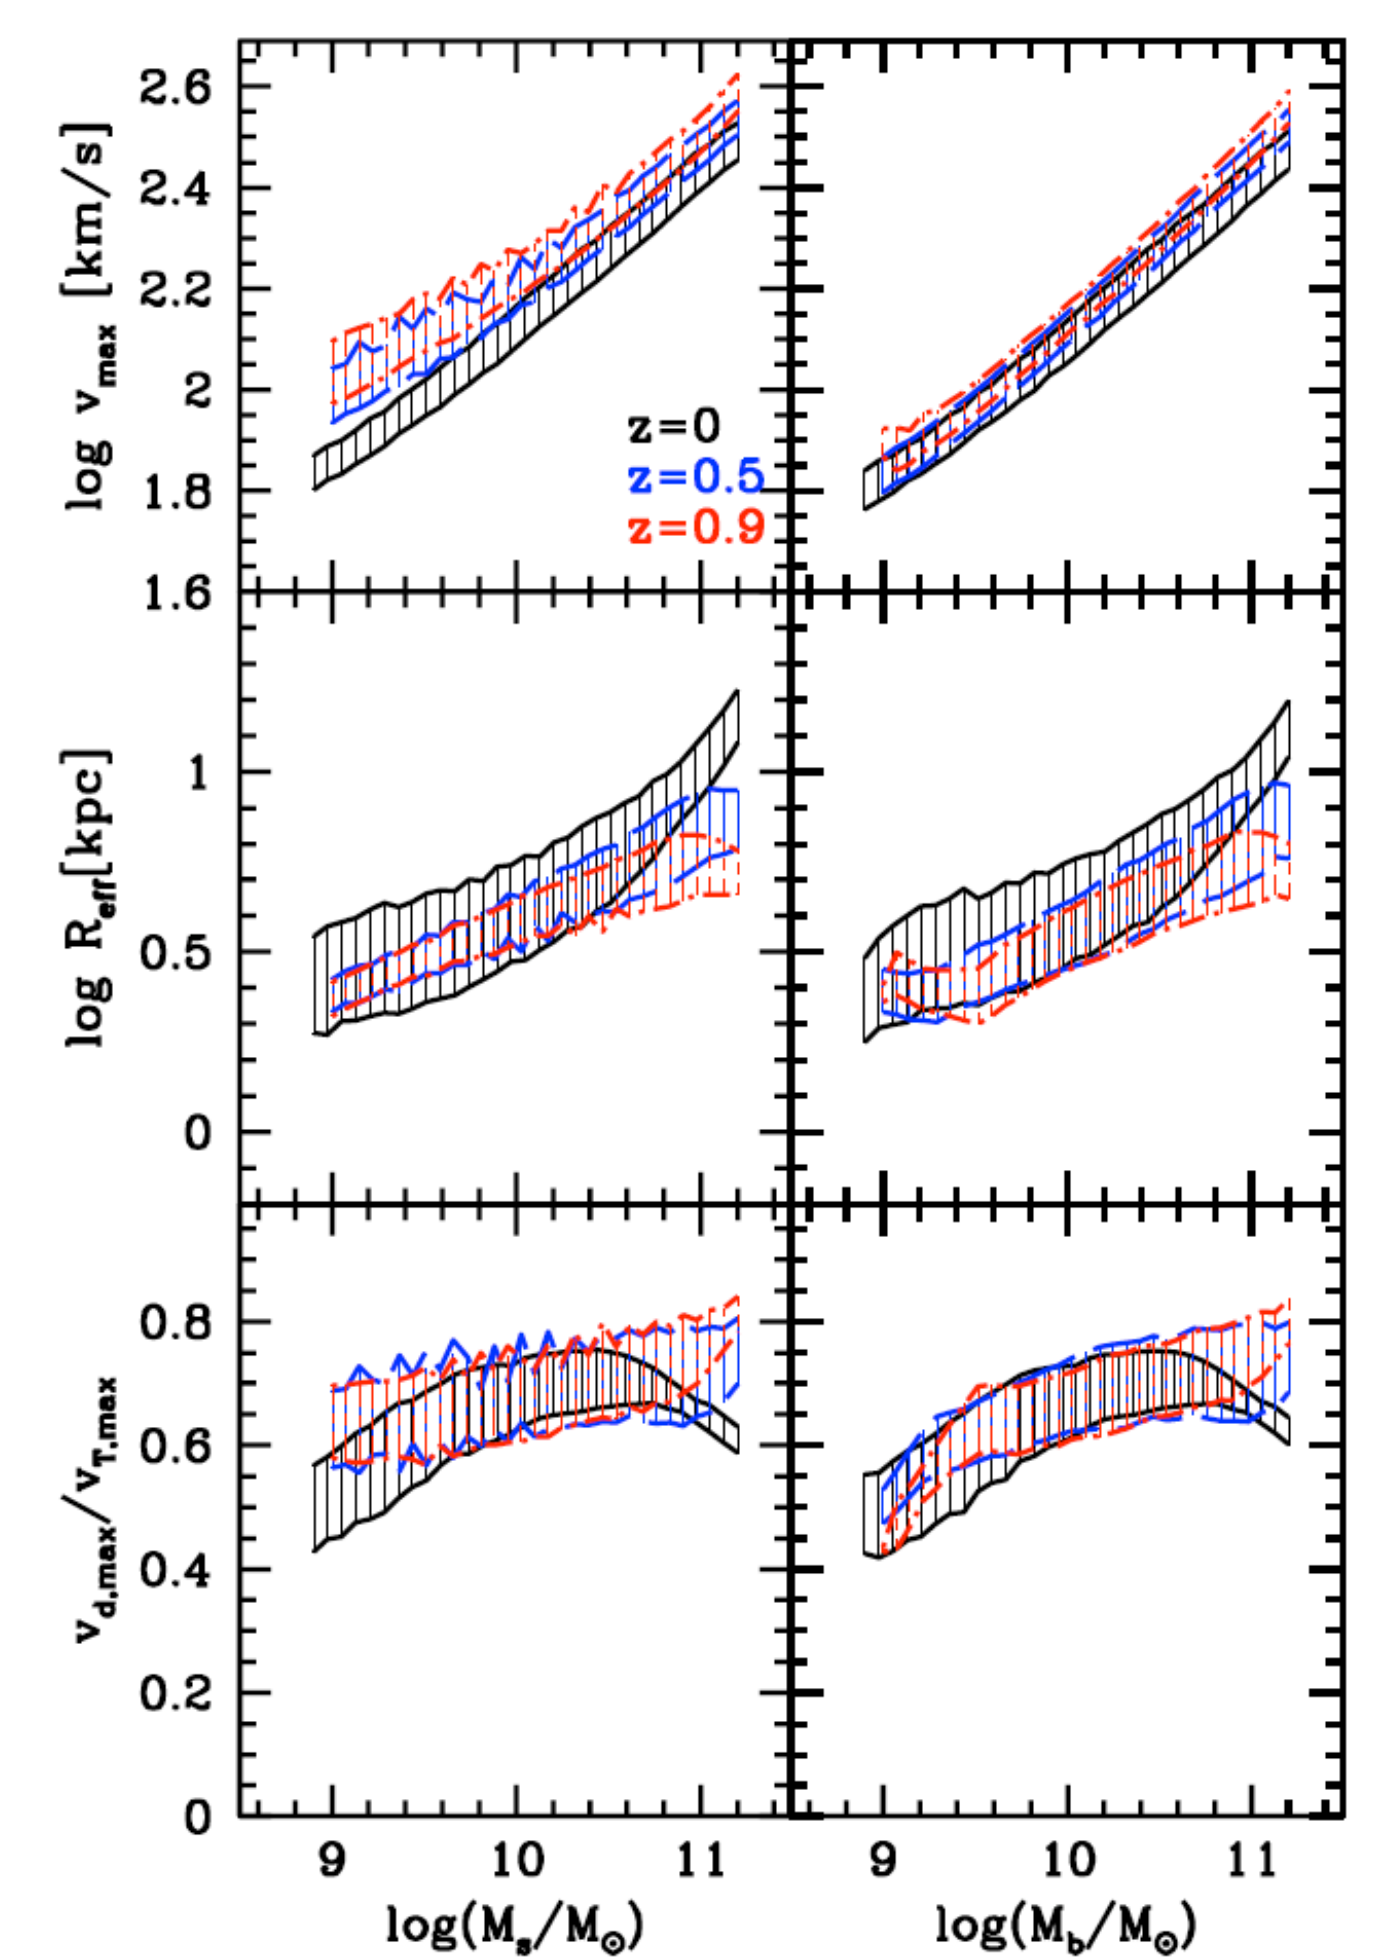 log v_max [km/s]
2.6
2.4
2.2
2
1.8
1.6
z=0
z=0.5
z=0.9
log R_eff[kpc]
1
0.5
0
v_d,max/v_T,max
0.8
0.6
0.4
0.2
0
9 10 11 9 10 11
log(M_s/M_⊙) log(M_b/M_⊙)